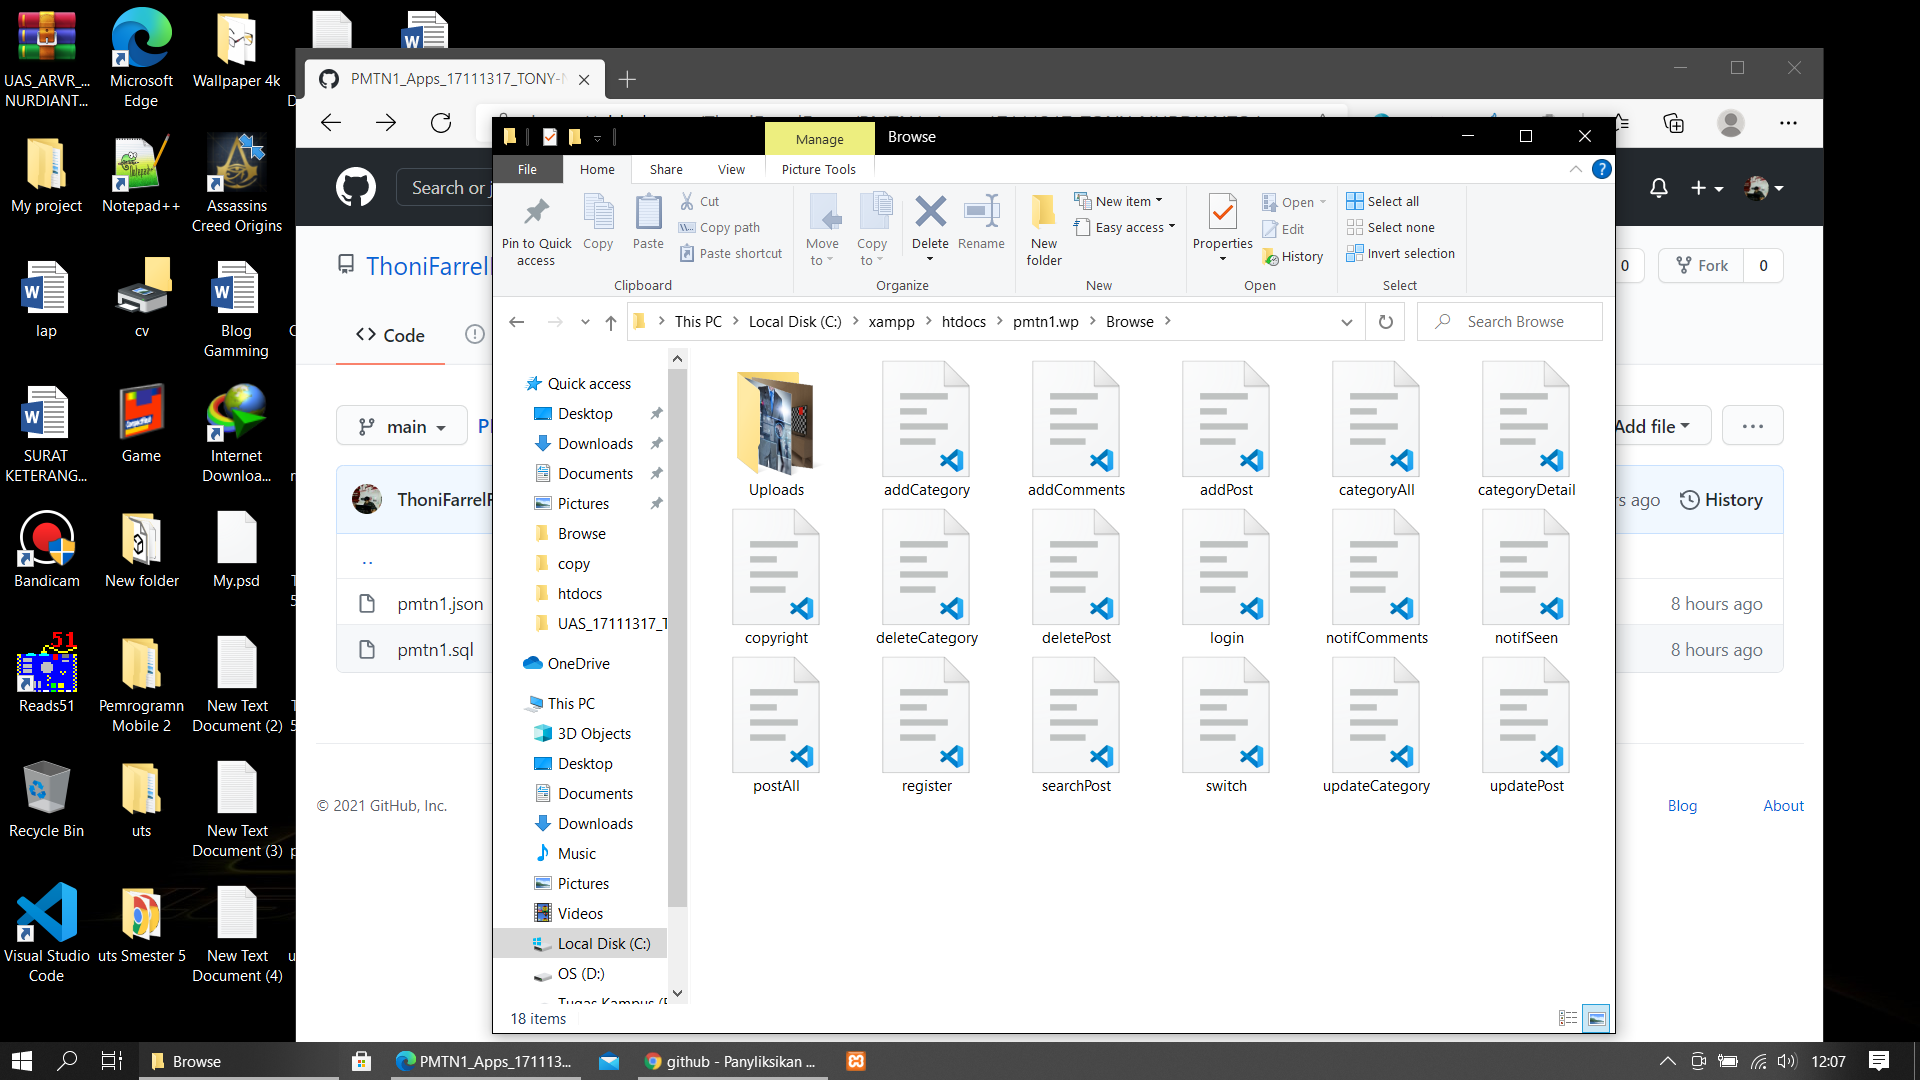 UAS_ARVR_...
NURDIANT...
Microsoft
Edge
Wallpaper 4k
My project
Notepad++
Assassins
Creed Origins
lap
cv
Blog
Gamming
SURAT
KETERANG...
Game
Internet
Downloa...
Bandicam
New folder
My.psd
51
Reads51
Pemrogramn
Mobile 2
New Text
Document (2)
Recycle Bin
uts
New Text
Document (3)
Visual Studio
Code
uts Smester 5
New Text
Document (4)
PMTN1_Apps_17111317_TONY-N
Search or j
ThoniFarrel
Code
main
ThoniFarrel
..
pmtn1.json
pmtn1.sql
© 2021 GitHub, Inc.
0
Fork
0
Add file
...
rs ago
History
8 hours ago
8 hours ago
Blog
About
Manage
Browse
File
Home
Share
View
Picture Tools
Pin to Quick
access
Copy
Paste
Cut
Copy path
Paste shortcut
Clipboard
Move
to
Copy
to
Delete
Rename
Organize
New
folder
New item
Easy access
New
Properties
Open
Edit
History
Open
Select all
Select none
Invert selection
Select
This PC
Local Disk (C:)
xampp
htdocs
pmtn1.wp
Browse
Search Browse
Quick access
Desktop
Downloads
Documents
Pictures
Browse
copy
htdocs
UAS_17111317_T
OneDrive
This PC
3D Objects
Desktop
Documents
Downloads
Music
Pictures
Videos
Local Disk (C:)
OS (D:)
Tugas Kampus (E
Uploads
addCategory
addComments
addPost
categoryAll
categoryDetail
copyright
deleteCategory
deletePost
login
notifComments
notifSeen
postAll
register
searchPost
switch
updateCategory
updatePost
18 items
Browse
PMTN1_Apps_171113...
github - Panyliksikan ...
12:07